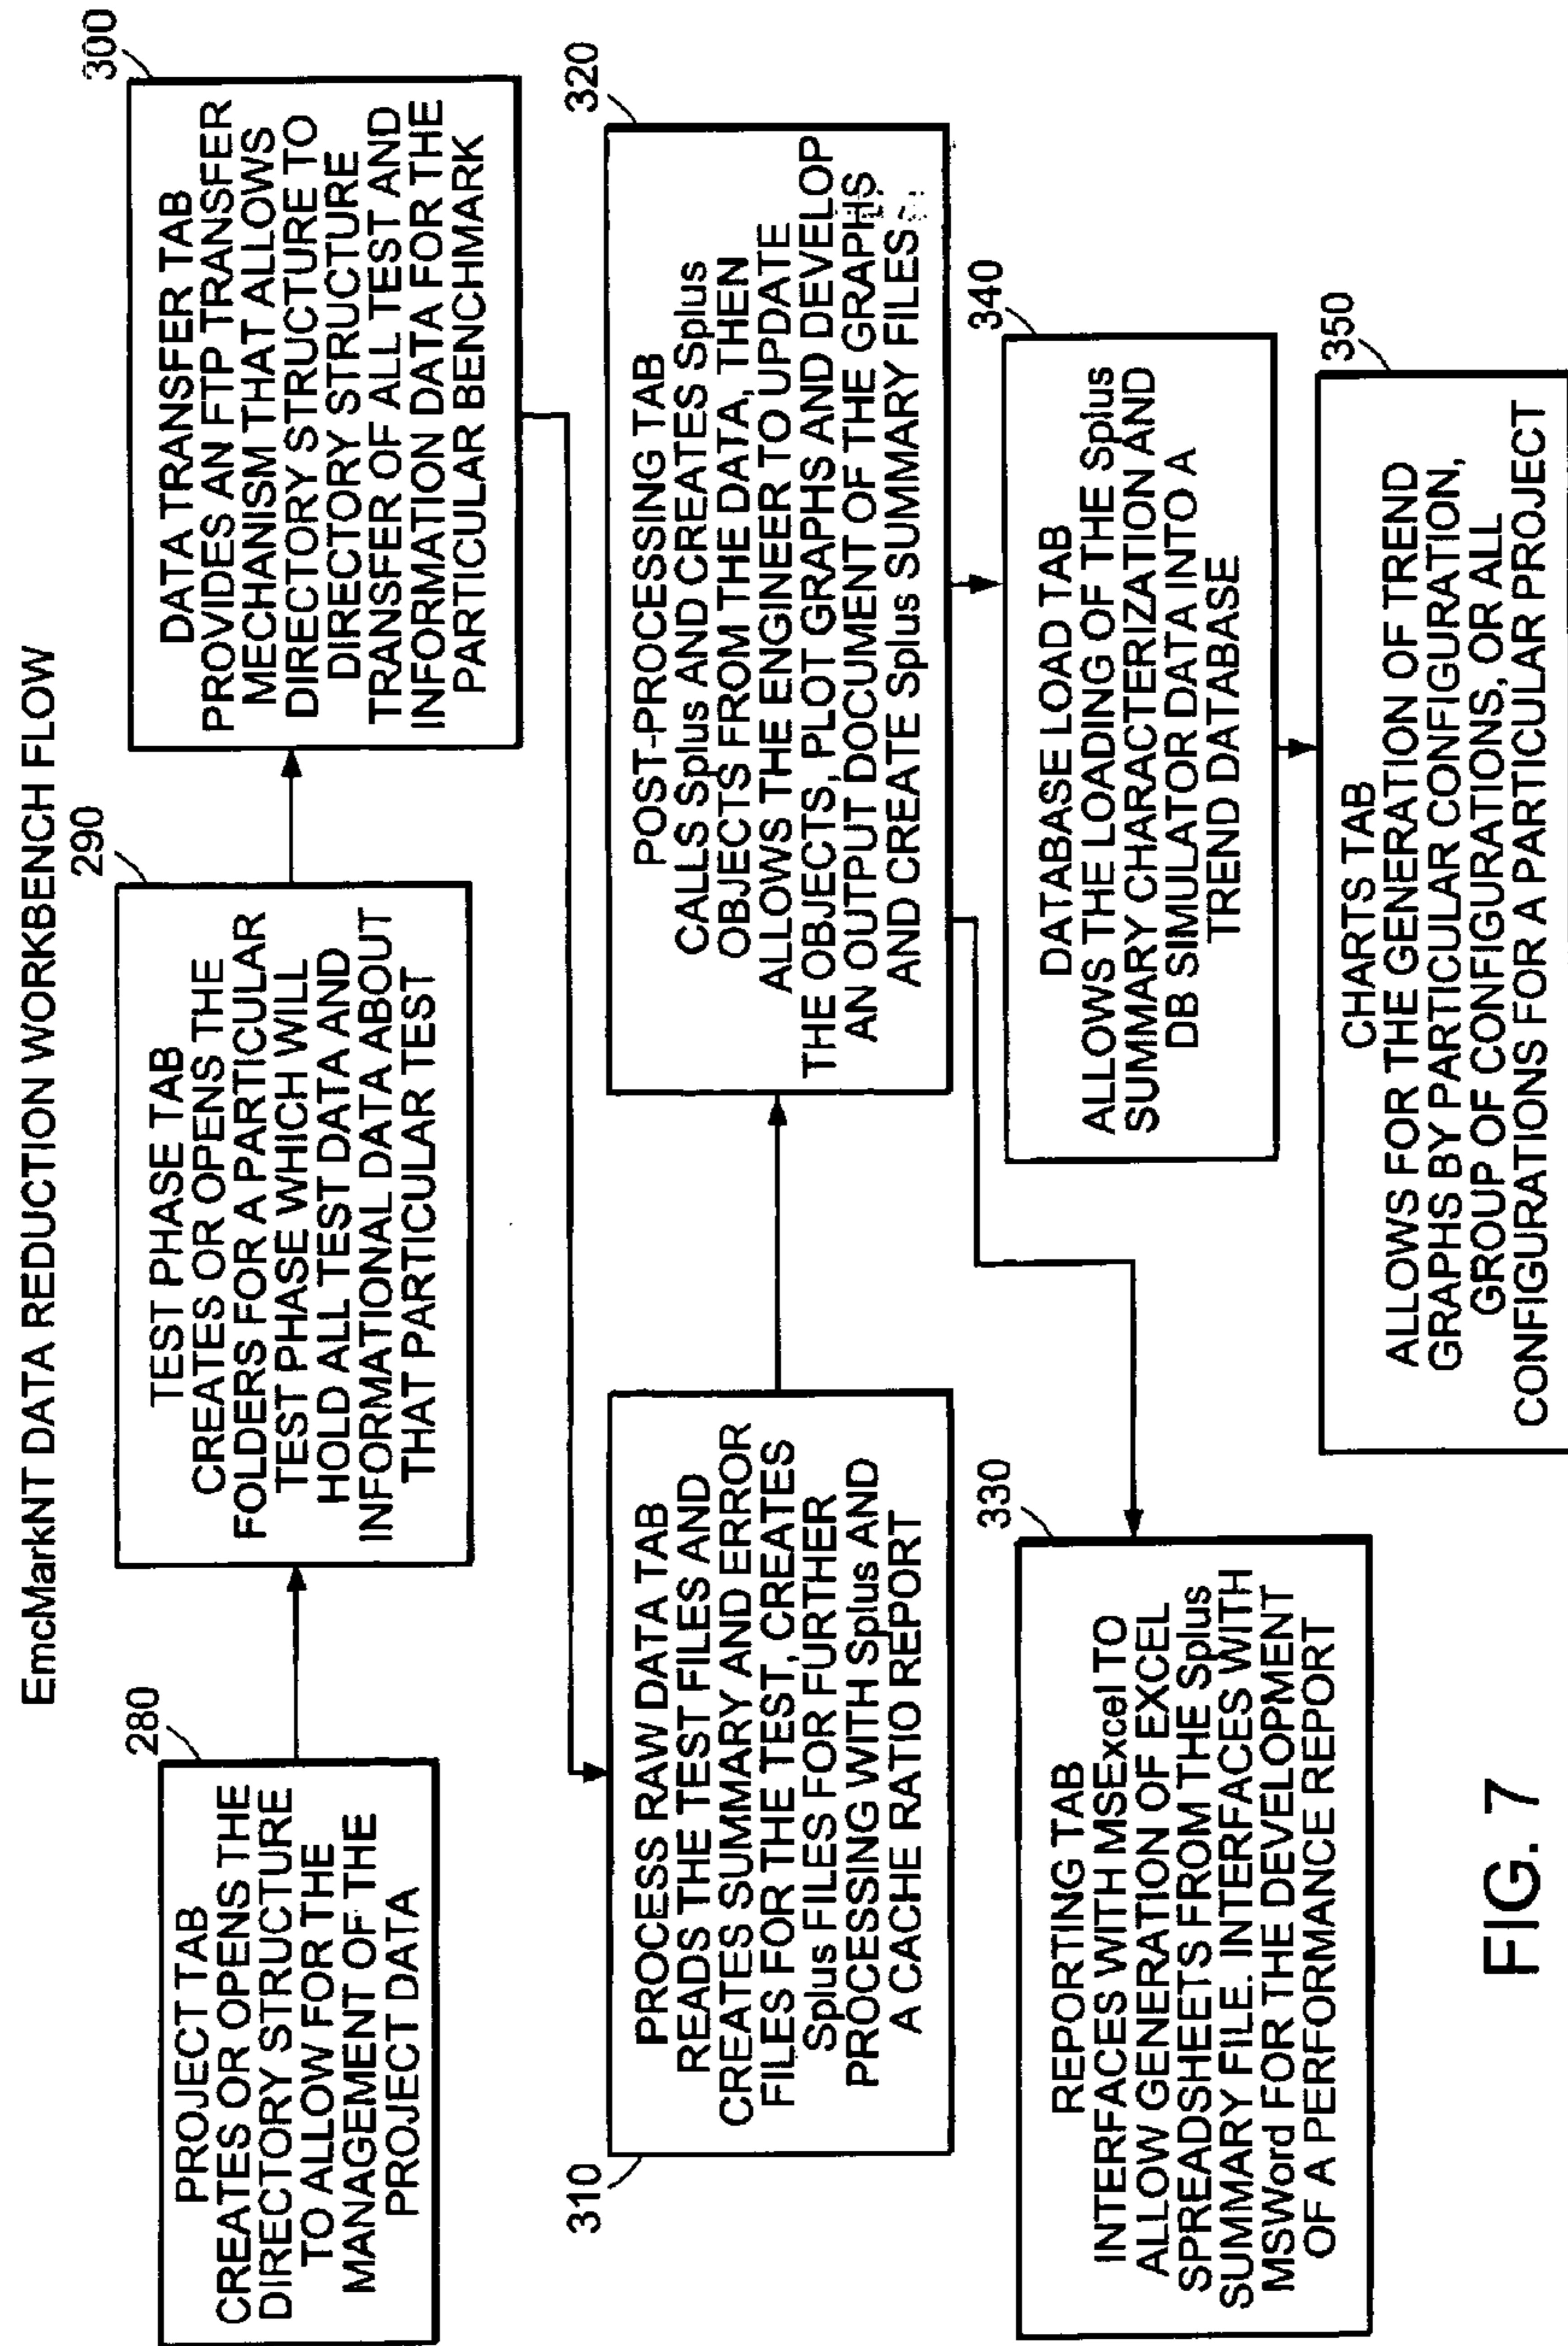 EmcMarkNT DATA REDUCTION WORKBENCH FLOW
280
PROJECT TAB
CREATES OR OPENS THE
DIRECTORY STRUCTURE
TO ALLOW FOR THE
MANAGEMENT OF THE
PROJECT DATA
290
TEST PHASE TAB
CREATES OR OPENS THE
FOLDERS FOR A PARTICULAR
TEST PHASE WHICH WILL
HOLD ALL TEST DATA AND
INFORMATIONAL DATA ABOUT
THAT PARTICULAR TEST
300
DATA TRANSFER TAB
PROVIDES AN FTP TRANSFER
MECHANISM THAT ALLOWS
DIRECTORY STRUCTURE TO
DIRECTORY STRUCTURE
TRANSFER OF ALL TEST AND
INFORMATION DATA FOR THE
PARTICULAR BENCHMARK
310
PROCESS RAW DATA TAB
READS THE TEST FILES AND
CREATES SUMMARY AND ERROR
FILES FOR THE TEST, CREATES
Splus FILES FOR FURTHER
PROCESSING WITH Splus AND
A CACHE RATIO REPORT
320
POST-PROCESSING TAB
CALLS Splus AND CREATES Splus
OBJECTS FROM THE DATA, THEN
ALLOWS THE ENGINEER TO UPDATE
THE OBJECTS, PLOT GRAPHS AND DEVELOP
AN OUTPUT DOCUMENT OF THE GRAPHS
AND CREATE Splus SUMMARY FILES
330
REPORTING TAB
INTERFACES WITH MSExcel TO
ALLOW GENERATION OF EXCEL
SPREADSHEETS FROM THE Splus
SUMMARY FILE. INTERFACES WITH
MSWord FOR THE DEVELOPMENT
OF A PERFORMANCE REPORT
340
DATABASE LOAD TAB
ALLOWS THE LOADING OF THE Splus
SUMMARY CHARACTERIZATION AND
DB SIMULATOR DATA INTO A
TREND DATABASE
350
CHARTS TAB
ALLOWS FOR THE GENERATION OF TREND
GRAPHS BY PARTICULAR CONFIGURATION,
GROUP OF CONFIGURATIONS, OR ALL
CONFIGURATIONS FOR A PARTICULAR PROJECT
FIG. 7